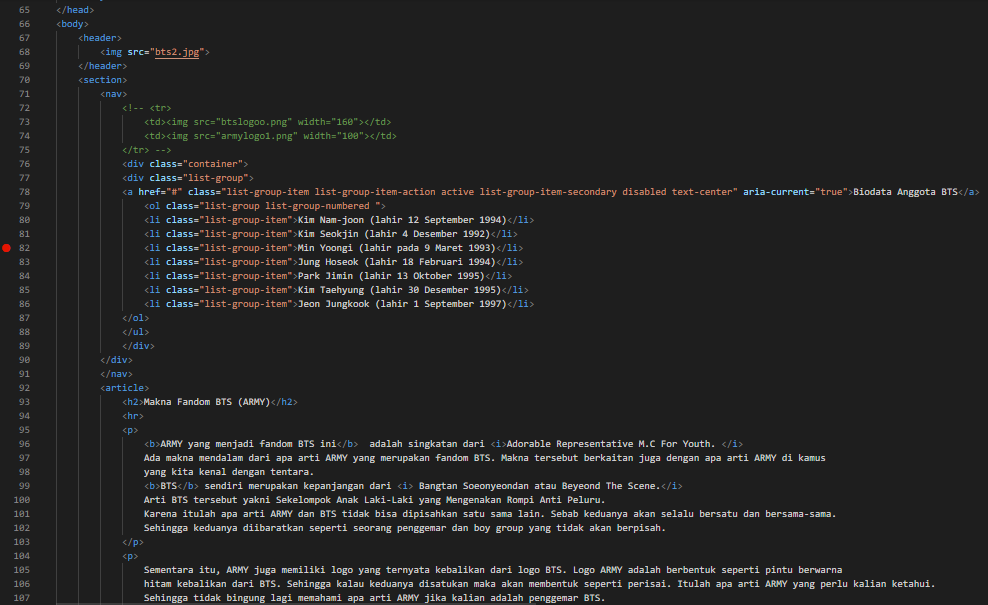 65 </head>
66 <body>
67 <header>
68 <img src="bts2.jpg">
69 </header>
70 <section>
71 <nav>
72 <!-- <tr>
73 <td><img src="btslogoo.png" width="160"></td>
74 <td><img src="armylogo1.png" width="100"></td>
75 </tr> -->
76 <div class="container">
77 <div class="list-group">
78 <a href="#" class="list-group-item list-group-item-action active list-group-item-secondary disabled text-center" aria-current="true">Biodata Anggota BTS</a>
79 <ol class="list-group list-group-numbered ">
80 <li class="list-group-item">Kim Nam-joon (lahir 12 September 1994)</li>
81 <li class="list-group-item">Kim Seokjin (lahir 4 Desember 1992)</li>
82 <li class="list-group-item">Min Yoongi (lahir pada 9 Maret 1993)</li>
83 <li class="list-group-item">Jung Hoseok (lahir 18 Februari 1994)</li>
84 <li class="list-group-item">Park Jimin (lahir 13 Oktober 1995)</li>
85 <li class="list-group-item">Kim Taehyung (lahir 30 Desember 1995)</li>
86 <li class="list-group-item">Jeon Jungkook (lahir 1 September 1997)</li>
87 </ol>
88 </ul>
89 </div>
90 </div>
91 </nav>
92 <article>
93 <h2>Makna Fandom BTS (ARMY)</h2>
94 <hr>
95 <p>
96 <b>ARMY yang menjadi fandom BTS ini</b>  adalah singkatan dari <i>Adorable Representative M.C For Youth. </i>
97 Ada makna mendalam dari apa arti ARMY yang merupakan fandom BTS. Makna tersebut berkaitan juga dengan apa arti ARMY di kamus
98 yang kita kenal dengan tentara.
99 <b>BTS</b> sendiri merupakan kepanjangan dari <i> Bangtan Soeonyeondan atau Beyeond The Scene.</i>
100 Arti BTS tersebut yakni Sekelompok Anak Laki-Laki yang Mengenakan Rompi Anti Peluru.
101 Karena itulah apa arti ARMY dan BTS tidak bisa dipisahkan satu sama lain. Sebab keduanya akan selalu bersatu dan bersama-sama.
102 Sehingga keduanya diibaratkan seperti seorang penggemar dan boy group yang tidak akan berpisah.
103 </p>
104 <p>
105 Sementara itu, ARMY juga memiliki logo yang ternyata kebalikan dari logo BTS. Logo ARMY adalah berbentuk seperti pintu berwarna
106 hitam kebalikan dari BTS. Sehingga kalau keduanya disatukan maka akan membentuk seperti perisai. Itulah apa arti ARMY yang perlu kalian ketahui.
107 Sehingga tidak bingung lagi memahami apa arti ARMY jika kalian adalah penggemar BTS.